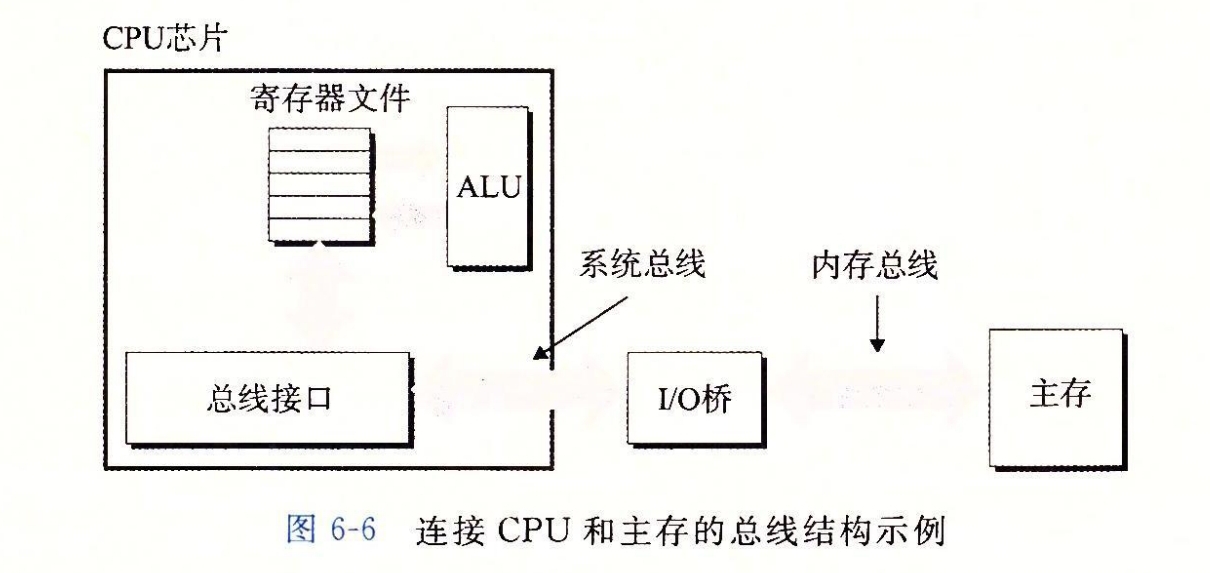 CPU芯片
寄存器文件
ALU
系统总线
内存总线
总线接口
I/O桥
主存
图 6-6 连接 CPU 和主存的总线结构示例